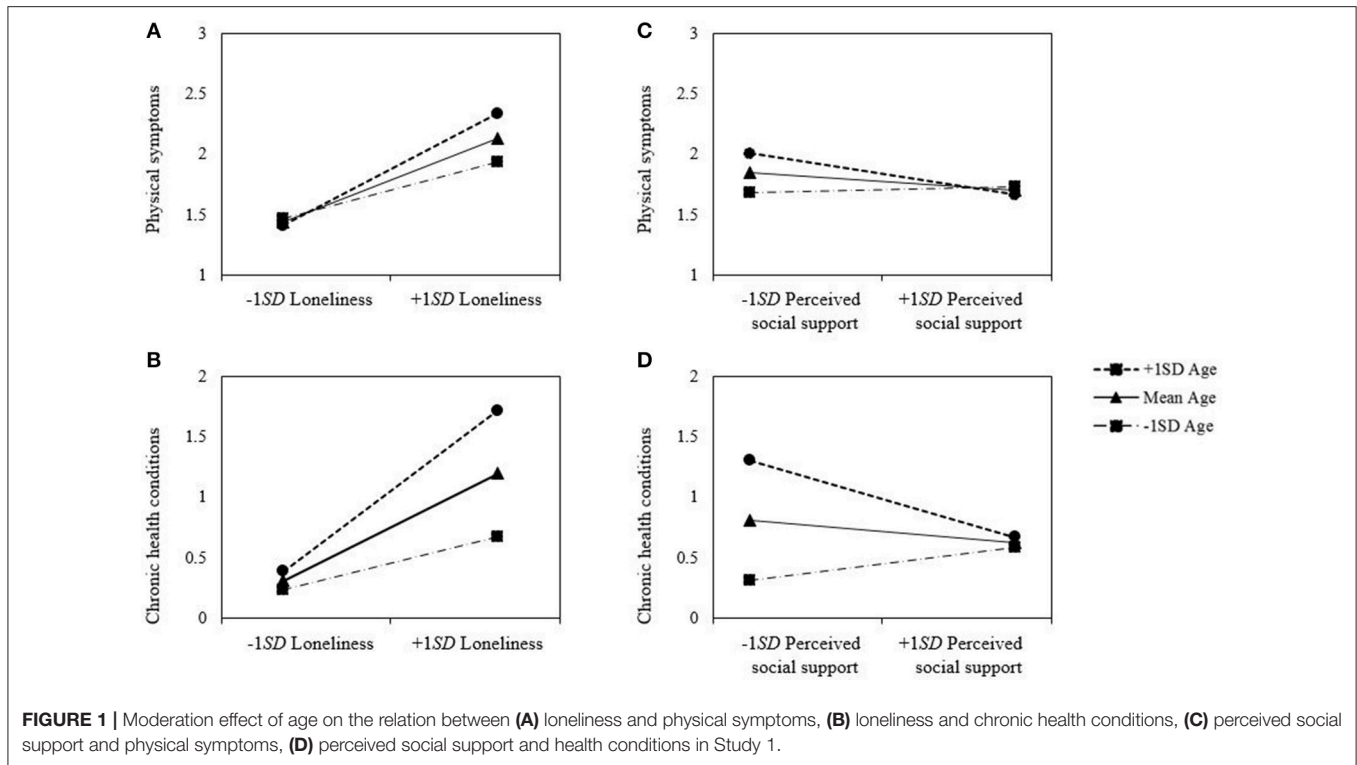 A
3
2.5
2
1.5
1
Physical symptoms
-1SD Loneliness +1SD Loneliness
C
3
2.5
2
1.5
1
Physical symptoms
-1SD Perceived +1SD Perceived
social support social support
B
2
1.5
1
0.5
0
Chronic health conditions
-1SD Loneliness +1SD Loneliness
D
2
1.5
1
0.5
0
Chronic health conditions
-1SD Perceived +1SD Perceived
social support social support
+1SD Age
Mean Age
-1SD Age
FIGURE 1 | Moderation effect of age on the relation between (A) loneliness and physical symptoms, (B) loneliness and chronic health conditions, (C) perceived social
support and physical symptoms, (D) perceived social support and health conditions in Study 1.